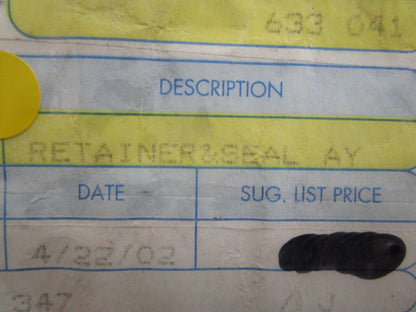 633 041
DESCRIPTION
RETAINER&SEAL AY
DATE SUG. LIST PRICE
4/22/02
347